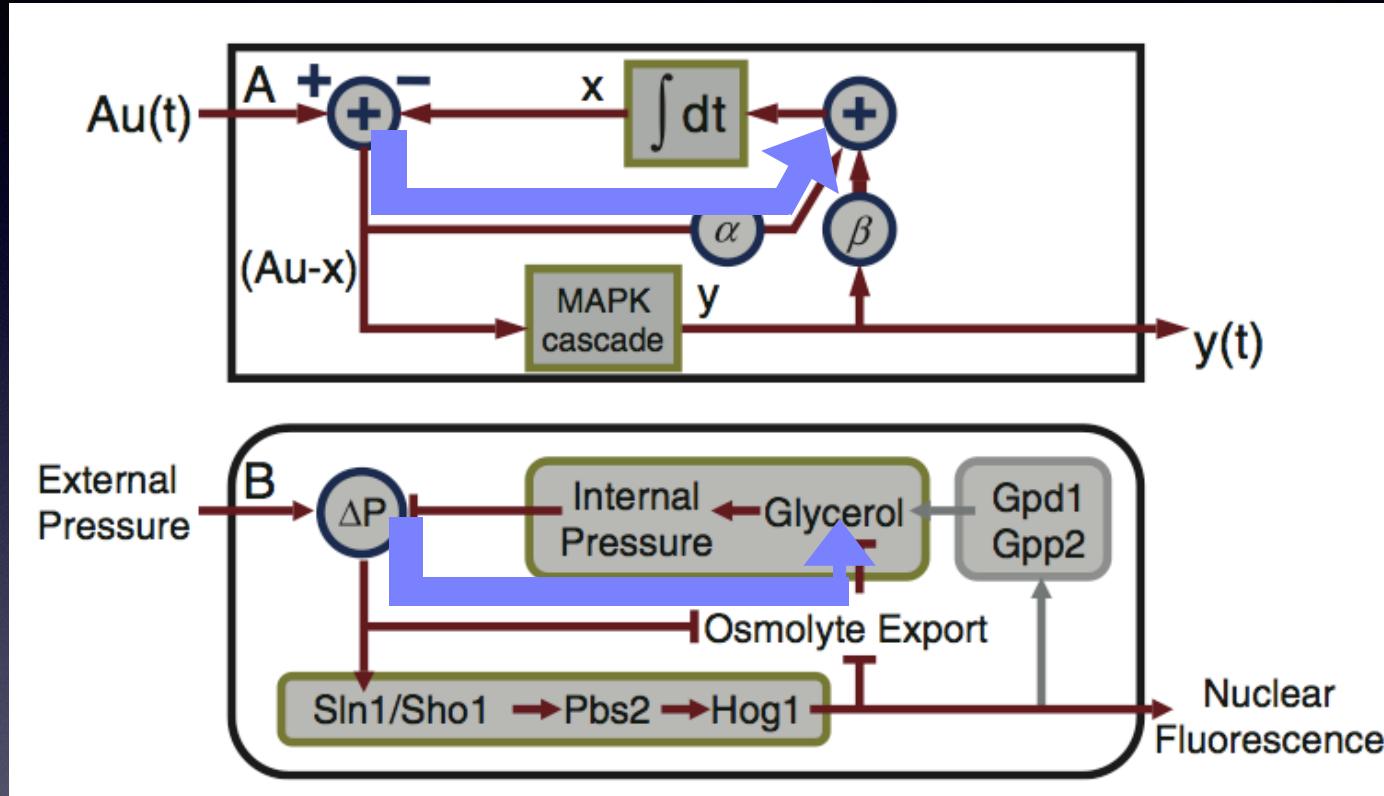 A
+
−
Au(t)
+
x
∫dt
+
α
β
(Au-x)
MAPK
cascade
y
y(t)
External
Pressure
B
ΔP
Internal
Pressure
Glycerol
Gpd1
Gpp2
Osmolyte Export
Sln1/Sho1
Pbs2
Hog1
Nuclear
Fluorescence